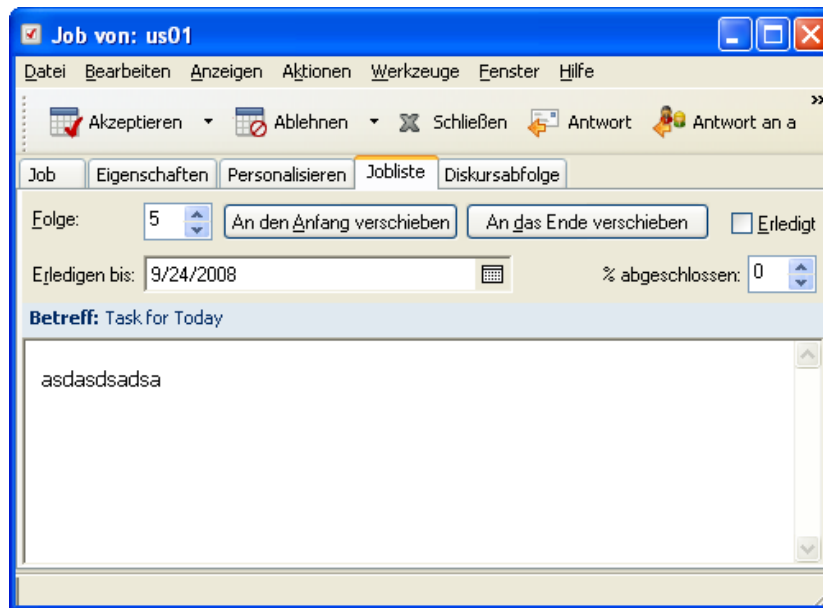 Job von: us01
Datei Bearbeiten Anzeigen Aktionen Werkzeuge Fenster Hilfe
Akzeptieren Ablehnen Schließen Antwort Antwort an a »
Job Eigenschaften Personalisieren Jobliste Diskursabfolge
Folge: 5 An den Anfang verschieben An das Ende verschieben Erledigt
Erledigen bis: 9/24/2008 % abgeschlossen: 0
Betreff: Task for Today
asdasdsadsa